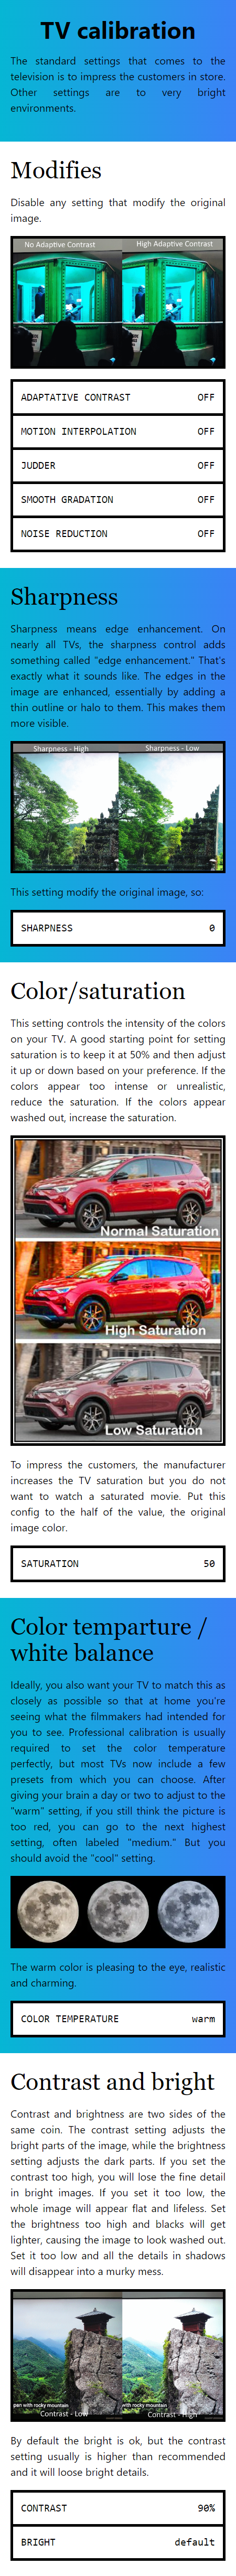 TV calibration
The standard settings that comes to the
television is to impress the customers in store.
Other settings are to very bright
environments.
Modifies
Disable any setting that modify the original
image.
No Adaptive Contrast High Adaptive Contrast
ADAPTATIVE CONTRAST OFF
MOTION INTERPOLATION OFF
JUDDER OFF
SMOOTH GRADATION OFF
NOISE REDUCTION OFF
Sharpness
Sharpness means edge enhancement. On
nearly all TVs, the sharpness control adds
something called "edge enhancement." That's
exactly what it sounds like. The edges in the
image are enhanced, essentially by adding a
thin outline or halo to them. This makes them
more visible.
Sharpness - High Sharpness - Low
This setting modify the original image, so:
SHARPNESS 0
Color/saturation
This setting controls the intensity of the colors
on your TV. A good starting point for setting
saturation is to keep it at 50% and then adjust
it up or down based on your preference. If the
colors appear too intense or unrealistic,
reduce the saturation. If the colors appear
washed out, increase the saturation.
Normal Saturation
High Saturation
Low Saturation
To impress the customers, the manufacturer
increases the TV saturation but you do not
want to watch a saturated movie. Put this
config to the half of the value, the original
image color.
SATURATION 50
Color temparture /
white balance
Ideally, you also want your TV to match this as
closely as possible so that at home you're
seeing what the filmmakers had intended for
you to see. Professional calibration is usually
required to set the color temperature
perfectly, but most TVs now include a few
presets from which you can choose. After
giving your brain a day or two to adjust to the
"warm" setting, if you still think the picture is
too red, you can go to the next highest
setting, often labeled "medium." But you
should avoid the "cool" setting.
The warm color is pleasing to the eye, realistic
and charming.
COLOR TEMPERATURE warm
Contrast and bright
Contrast and brightness are two sides of the
same coin. The contrast setting adjusts the
bright parts of the image, while the brightness
setting adjusts the dark parts. If you set the
contrast too high, you will lose the fine detail
in bright images. If you set it too low, the
whole image will appear flat and lifeless. Set
the brightness too high and blacks will get
lighter, causing the image to look washed out.
Set it too low and all the details in shadows
will disappear into a murky mess.
pan with rocky mountain pan with rocky mountain
Contrast - Low Contrast - High
By default the bright is ok, but the contrast
setting usually is higher than recommended
and it will loose bright details.
CONTRAST 90%
BRIGHT default